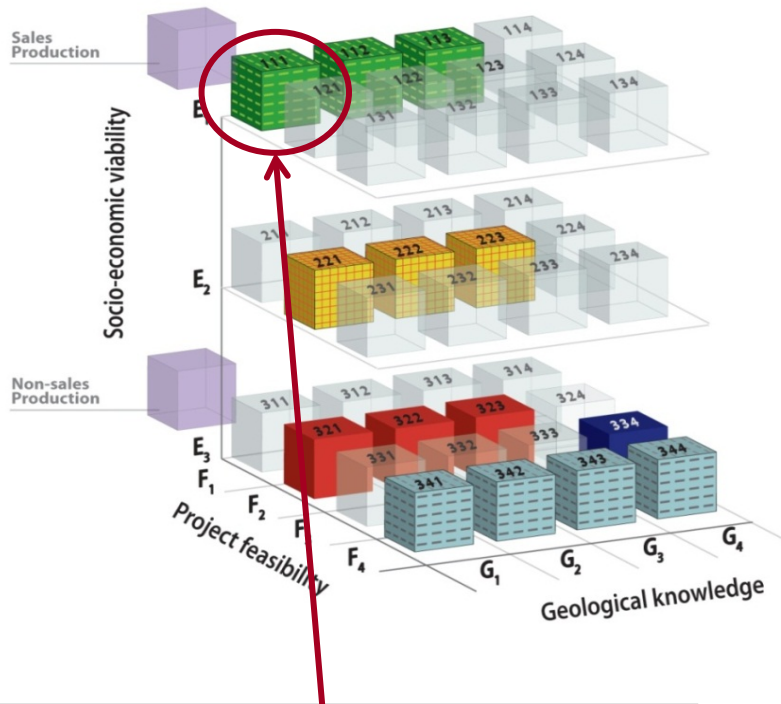 Sales
Production
Socio-economic viability
E₁
111
112
113
114
121
122
123
124
131
132
133
134
E₂
211
212
213
214
221
222
223
224
231
232
233
234
Non-sales
Production
E₃
311
312
313
314
321
322
323
324
331
332
333
334
341
342
343
344
F₁
F₂
F₃
F₄
Project feasibility
G₁
G₂
G₃
G₄
Geological knowledge